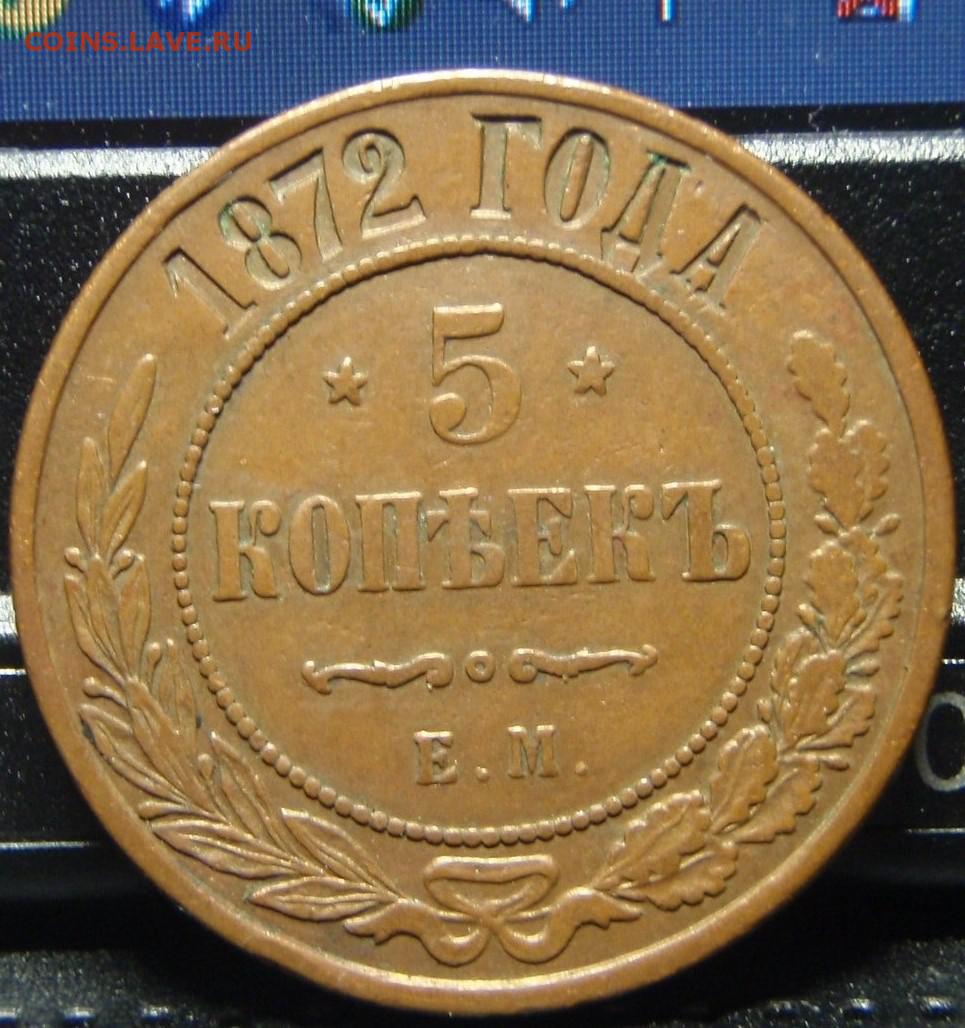 COINS.LAVE.RU
1872 ГОДА
* 5 *
КОПѢЕКЪ
Е.М.